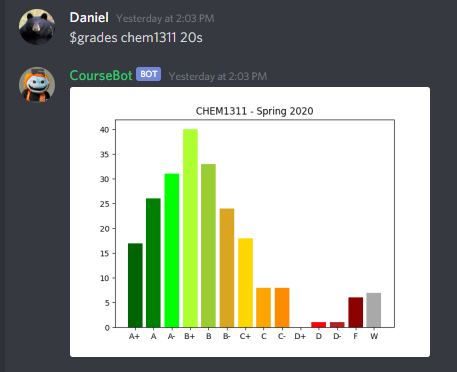 Daniel Yesterday at 2:03 PM
$grades chem1311 20s
CourseBot BOT Yesterday at 2:03 PM
CHEM1311 - Spring 2020
40
35
30
25
20
15
10
5
0
A+ A A- B+ B B- C+ C C- D+ D D- F W